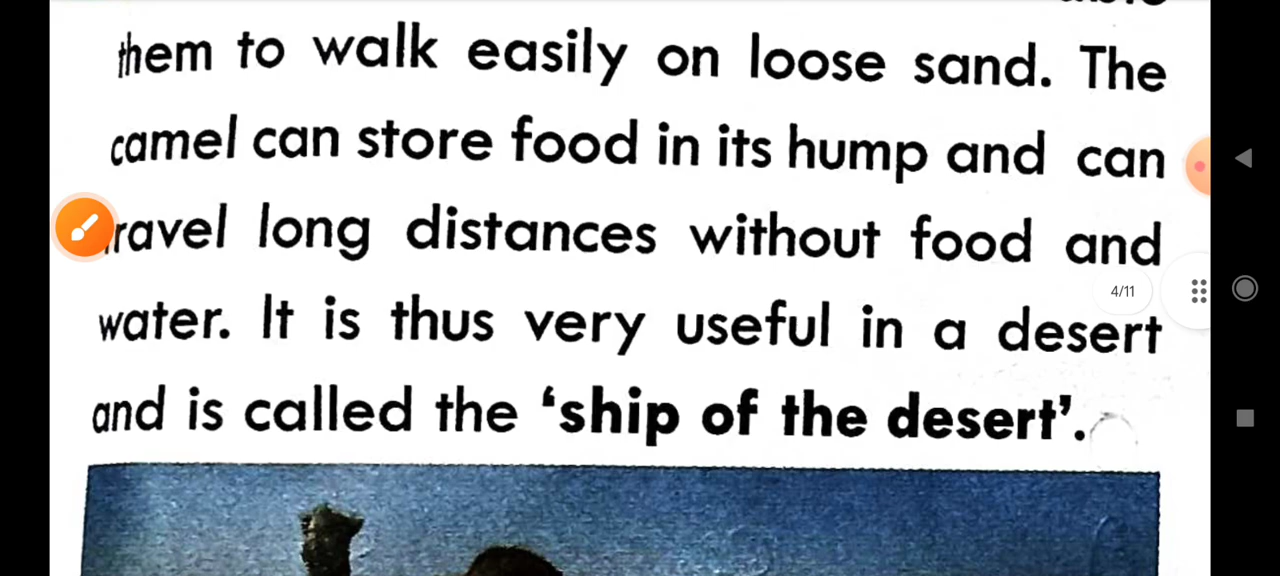 them to walk easily on loose sand. The
camel can store food in its hump and can
travel long distances without food and
water. It is thus very useful in a desert
and is called the ‘ship of the desert’.
4/11